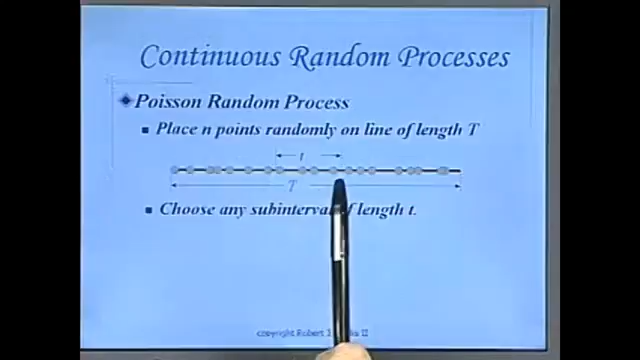 Continuous Random Processes
Poisson Random Process
Place n points randomly on line of length T
t
T
Choose any subinterval of length t.
copyright Robert J. II